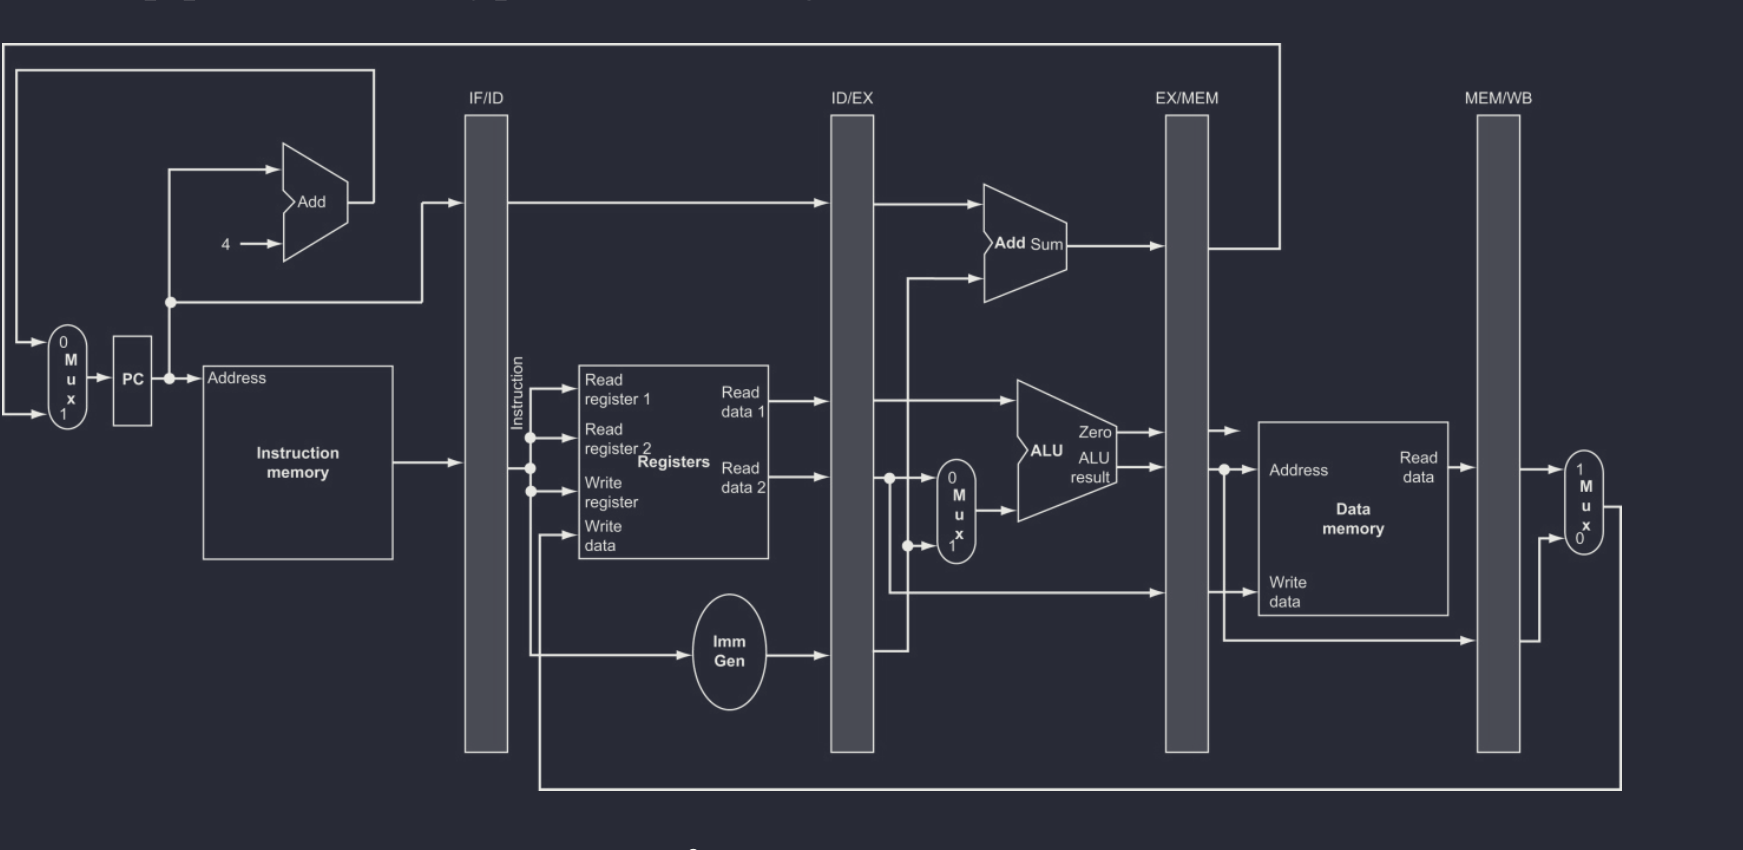 IF/ID
ID/EX
EX/MEM
MEM/WB
Add
4
Add Sum
0
M
u
x
1
PC
Address
Instruction
memory
Instruction
Read
register 1
Read
register 2
Registers
Write
register
Write
data
Read
data 1
Read
data 2
Imm
Gen
0
M
u
x
1
ALU
Zero
ALU
result
Address
Read
data
Data
memory
Write
data
1
M
u
x
0